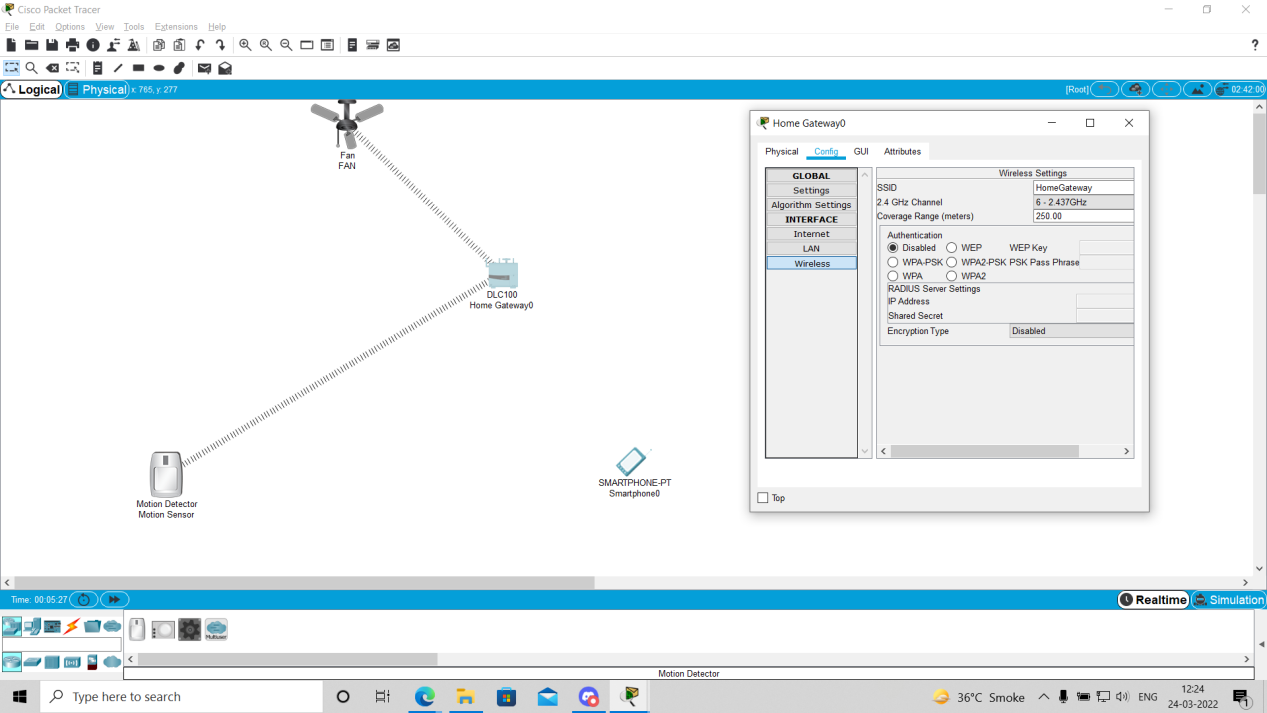 Cisco Packet Tracer
File Edit Options View Tools Extensions Help
Logical Physical x: 765, y: 277 [Root] 02:42:00
Fan
FAN
DLC100
Home Gateway0
Motion Detector
Motion Sensor
SMARTPHONE-PT
Smartphone0
Home Gateway0
Physical Config GUI Attributes
GLOBAL
Settings
Algorithm Settings
INTERFACE
Internet
LAN
Wireless
Wireless Settings
SSID HomeGateway
2.4 GHz Channel 6 - 2.437GHz
Coverage Range (meters) 250.00
Authentication
Disabled WEP WEP Key
WPA-PSK WPA2-PSK PSK Pass Phrase
WPA WPA2
RADIUS Server Settings
IP Address
Shared Secret
Encryption Type Disabled
Top
Time: 00:05:27 Realtime Simulation
Multiuser
Motion Detector
Type here to search
36°C Smoke ENG 12:24
24-03-2022
1